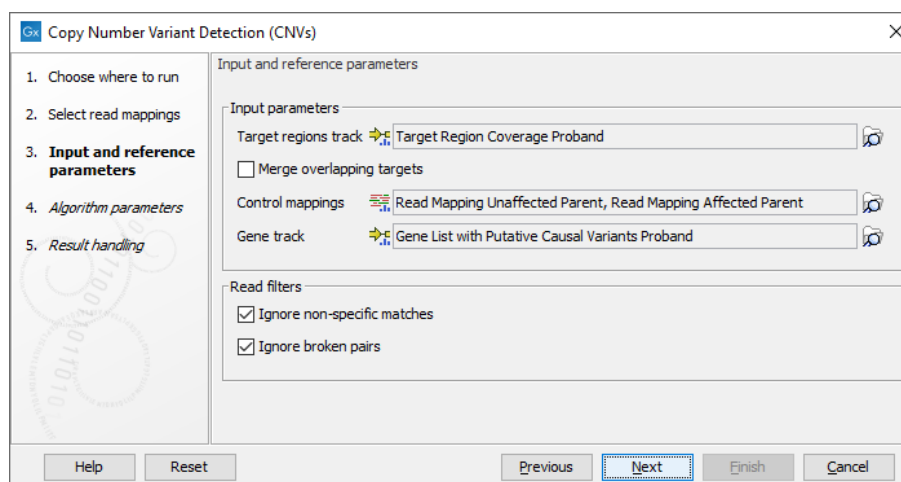 Gx Copy Number Variant Detection (CNVs)
1. Choose where to run
2. Select read mappings
3. Input and reference
parameters
4. Algorithm parameters
5. Result handling
Input and reference parameters
Input parameters
Target regions track Target Region Coverage Proband
Merge overlapping targets
Control mappings Read Mapping Unaffected Parent, Read Mapping Affected Parent
Gene track Gene List with Putative Causal Variants Proband
Read filters
Ignore non-specific matches
Ignore broken pairs
Help Reset Previous Next Finish Cancel